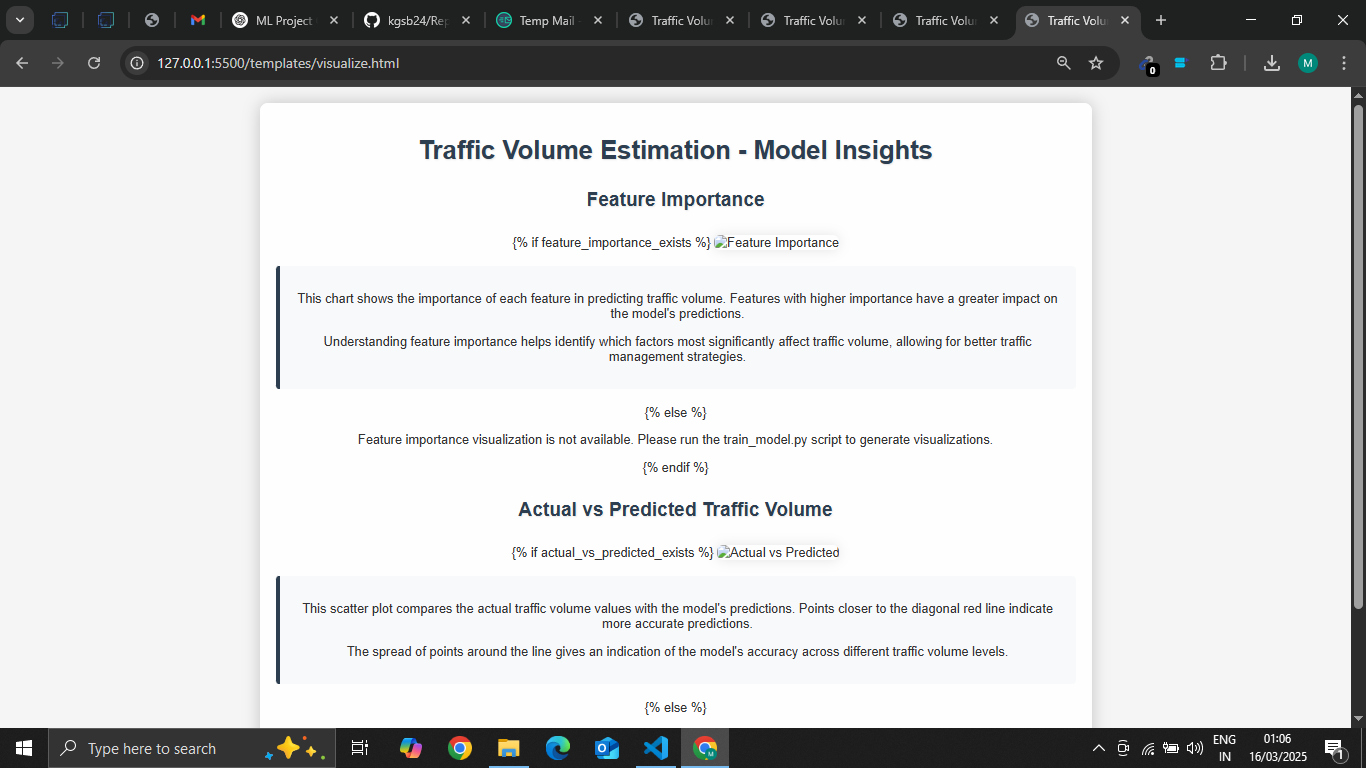 ML Project
kgsb24/Rep
Temp Mail
Traffic Volu
Traffic Volu
Traffic Volu
Traffic Volu
127.0.0.1:5500/templates/visualize.html
0
M
Traffic Volume Estimation - Model Insights
Feature Importance
{% if feature_importance_exists %} Feature Importance
This chart shows the importance of each feature in predicting traffic volume. Features with higher importance have a greater impact on
the model's predictions.
Understanding feature importance helps identify which factors most significantly affect traffic volume, allowing for better traffic
management strategies.
{% else %}
Feature importance visualization is not available. Please run the train_model.py script to generate visualizations.
{% endif %}
Actual vs Predicted Traffic Volume
{% if actual_vs_predicted_exists %} Actual vs Predicted
This scatter plot compares the actual traffic volume values with the model's predictions. Points closer to the diagonal red line indicate
more accurate predictions.
The spread of points around the line gives an indication of the model's accuracy across different traffic volume levels.
{% else %}
Type here to search
ENG
IN
01:06
16/03/2025
1